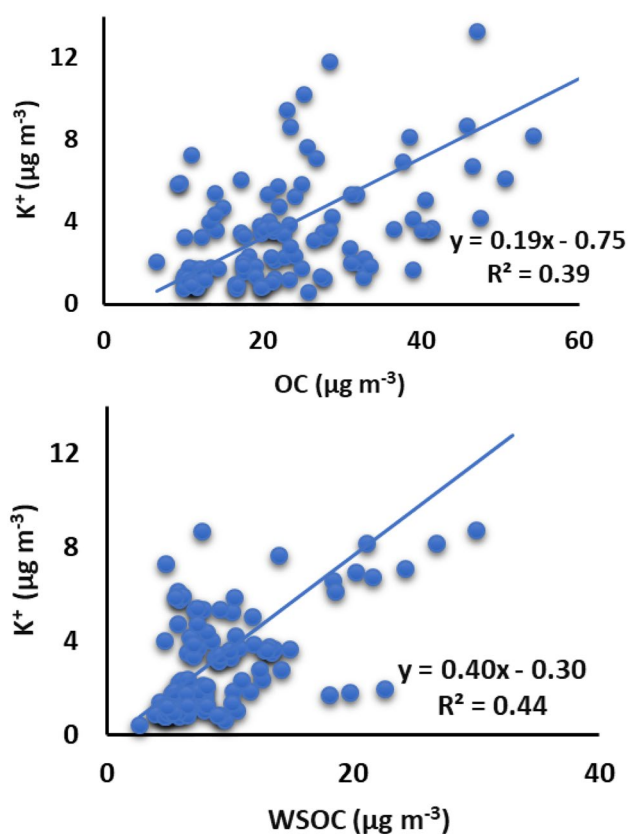 12
8
4
0
K⁺ (µg m⁻³)
y = 0.19x - 0.75
R² = 0.39
0 20 40 60
OC (µg m⁻³)
12
8
4
0
K⁺ (µg m⁻³)
y = 0.40x - 0.30
R² = 0.44
0 20 40
WSOC (µg m⁻³)